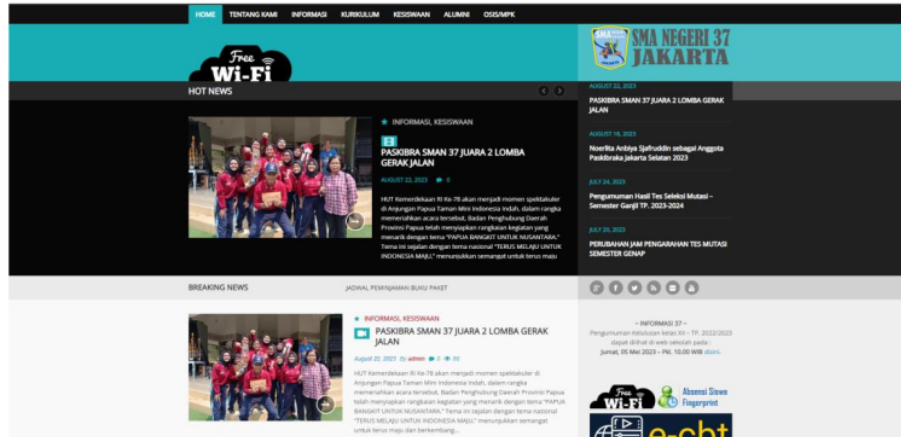 HOME TENTANG KAMI INFORMASI KURIKULUM KESISWAAN ALUMNI OSIS/MPK
Free
Wi-Fi
SMA NEGERI 37
JAKARTA
HOT NEWS
INFORMASI, KESISWAAN
PASKIBRA SMAN 37 JUARA 2 LOMBA
GERAK JALAN
AUGUST 22, 2023 0
HUT Kemerdekaan RI Ke-78 akan menjadi momen spektakuler
di Anjungan Papua Taman Mini Indonesia Indah, dalam rangka
memeriahkan acara tersebut, Badan Penghubung Daerah
Provinsi Papua telah menyiapkan rangkaian kegiatan yang
menarik dengan tema "PAPUA BANGKIT UNTUK NUSANTARA."
Tema ini sejalan dengan tema nasional "TERUS MELAJU UNTUK
INDONESIA MAJU," menunjukkan semangat untuk terus maju
AUGUST 22, 2023
PASKIBRA SMAN 37 JUARA 2 LOMBA GERAK
JALAN
AUGUST 16, 2023
Noerlita Anbiya Sjafruddin sebagai Anggota
Paskibraka Jakarta Selatan 2023
JULY 24, 2023
Pengumuman Hasil Tes Seleksi Mutasi –
Semester Ganjil TP. 2023-2024
JULY 20, 2023
PERUBAHAN JAM PENGARAHAN TES MUTASI
SEMESTER GENAP
BREAKING NEWS JADWAL PEMINJAMAN BUKU PAKET
INFORMASI, KESISWAAN
PASKIBRA SMAN 37 JUARA 2 LOMBA GERAK
JALAN
August 22, 2023 By admin 0
HUT Kemerdekaan RI Ke-78 akan menjadi momen spektakuler di
Anjungan Papua Taman Mini Indonesia Indah, dalam rangka
memeriahkan acara tersebut, Badan Penghubung Daerah Provinsi Papua
telah menyiapkan rangkaian kegiatan yang menarik dengan tema "PAPUA
BANGKIT UNTUK NUSANTARA." Tema ini sejalan dengan tema nasional
"TERUS MELAJU UNTUK INDONESIA MAJU," menunjukkan semangat
untuk terus maju dan berkembang...
~ INFORMASI 37 ~
Pengumuman Kelulusan kelas XII – TP. 2022/2023
dapat dilihat di web sekolah pada :
Jumat, 05 Mei 2023 – Pkl. 10.00 WIB disini.
Free
Wi-Fi
Absensi Siswa
Fingerprint
e-cbt